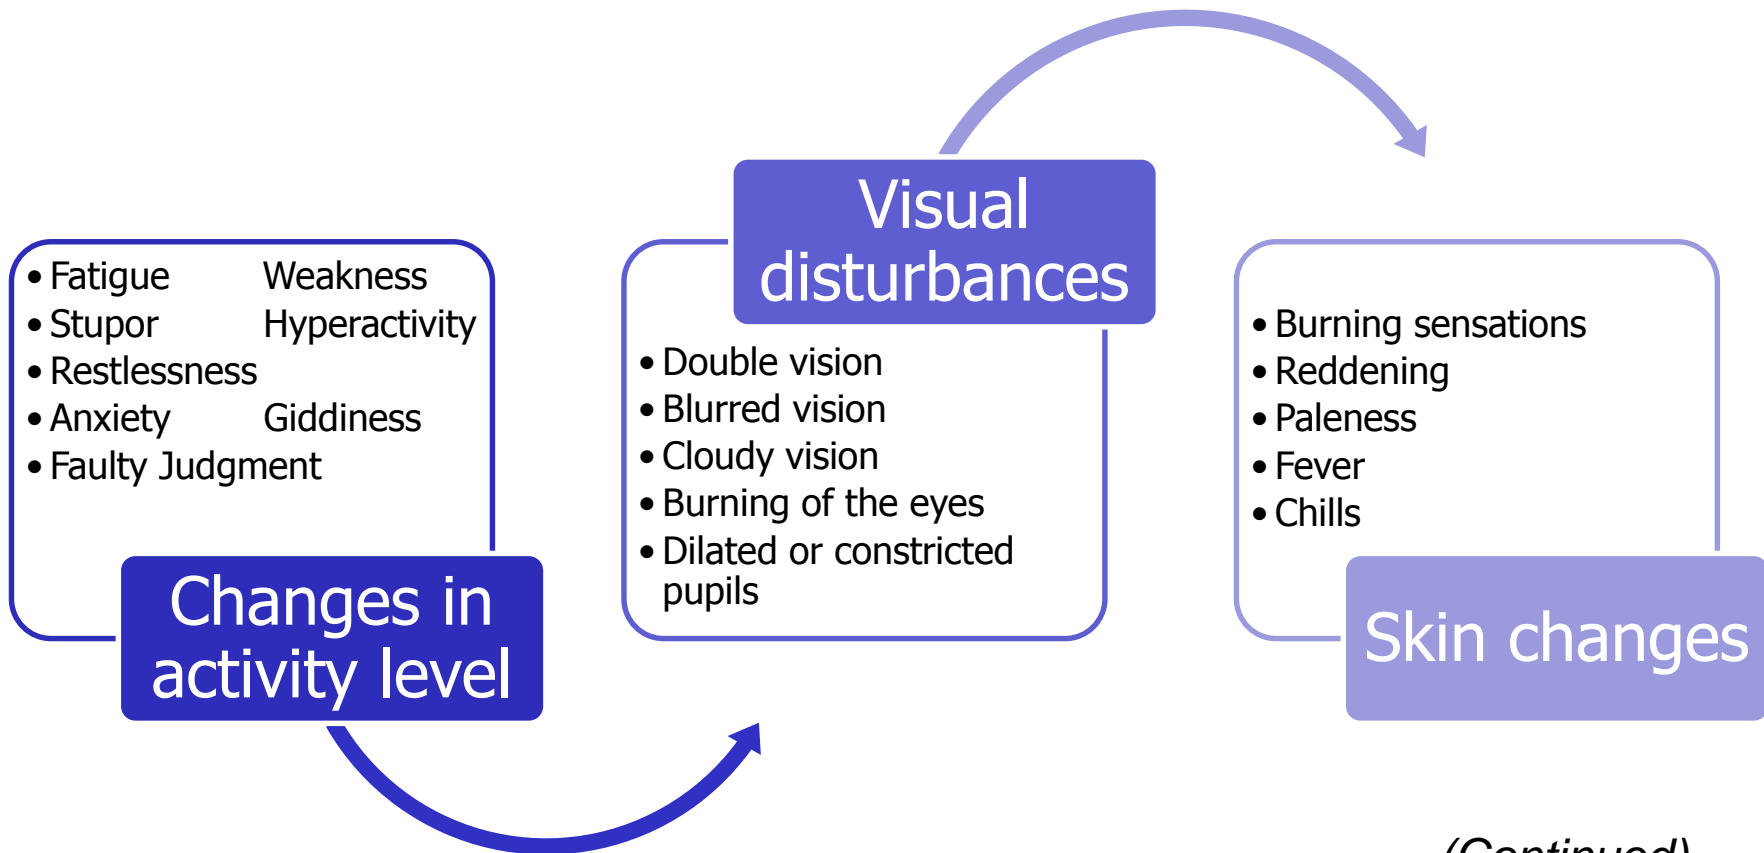 • Fatigue Weakness
• Stupor Hyperactivity
• Restlessness
• Anxiety Giddiness
• Faulty Judgment
Changes in
activity level
Visual
disturbances
• Double vision
• Blurred vision
• Cloudy vision
• Burning of the eyes
• Dilated or constricted
pupils
• Burning sensations
• Reddening
• Paleness
• Fever
• Chills
Skin changes
(Continued)